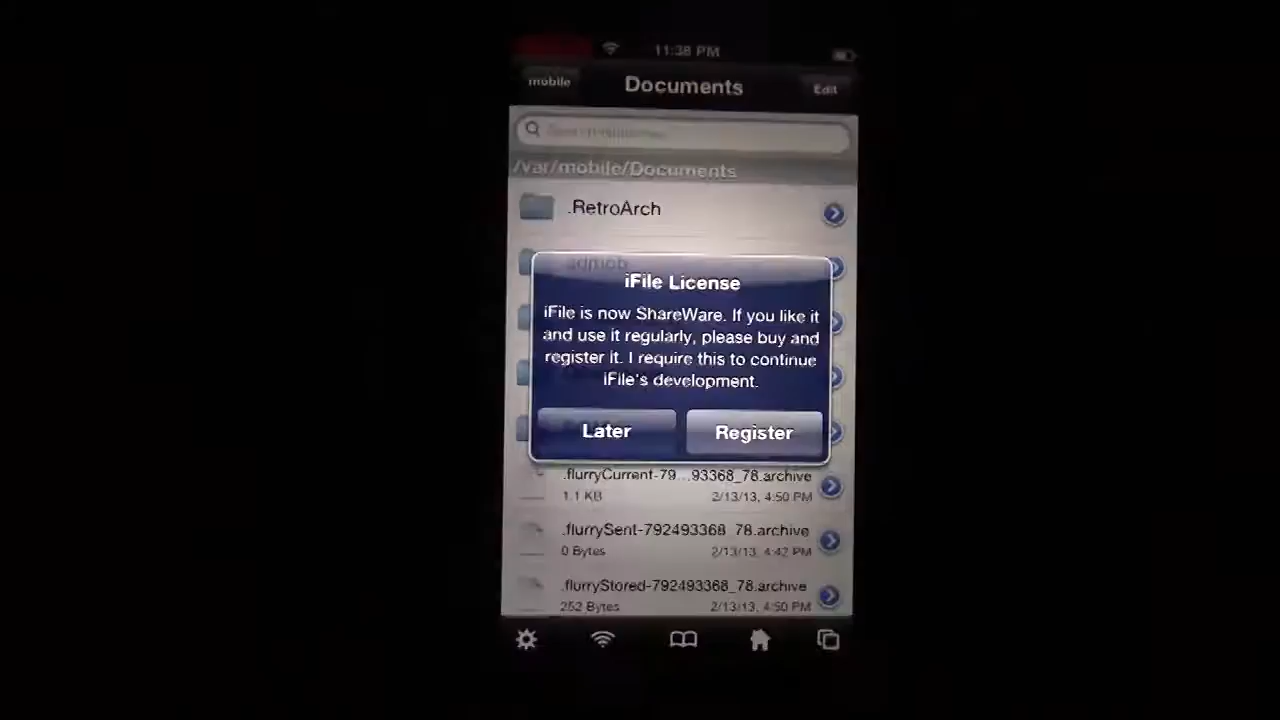 11:38 PM
mobile
Documents
Edit
/var/mobile/Documents
.RetroArch
admob
iFile License
iFile is now ShareWare. If you like it
and use it regularly, please buy and
register it. I require this to continue
iFile's development.
Later
Register
.flurryCurrent-79...93368_78.archive
1.1 KB
2/13/13, 4:50 PM
.flurrySent-792493368_78.archive
0 Bytes
2/13/13, 4:42 PM
.flurryStored-792493368_78.archive
252 Bytes
2/13/13, 4:50 PM